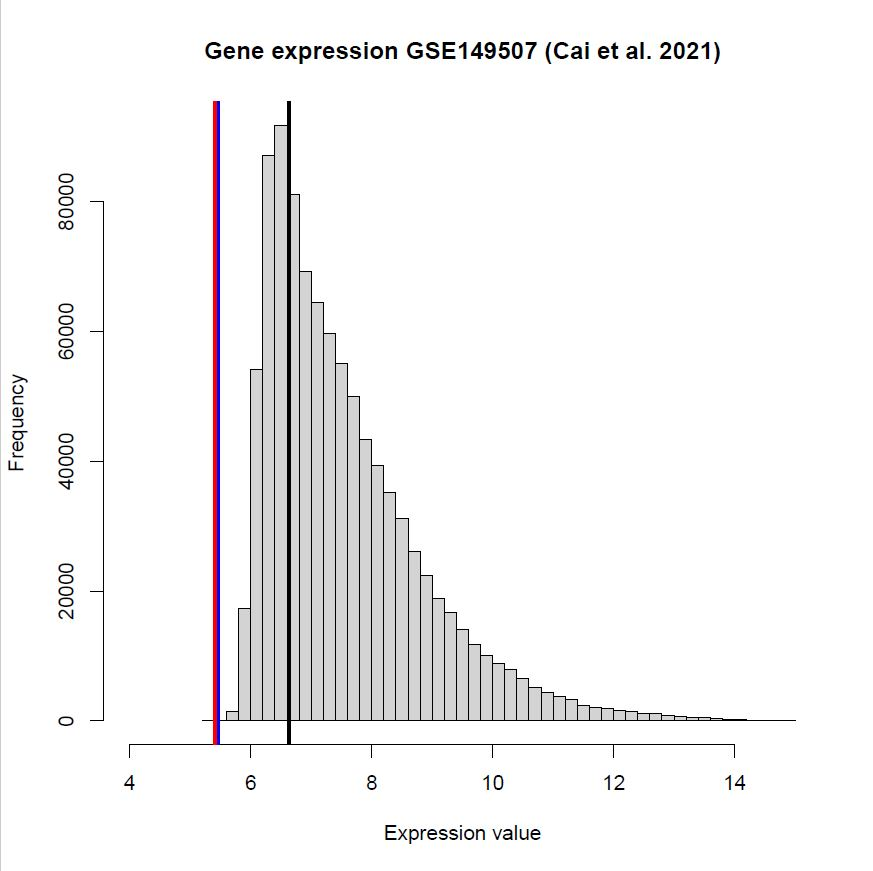 Gene expression GSE149507 (Cai et al. 2021)
Frequency
80000
60000
40000
20000
0
4 6 8 10 12 14
Expression value